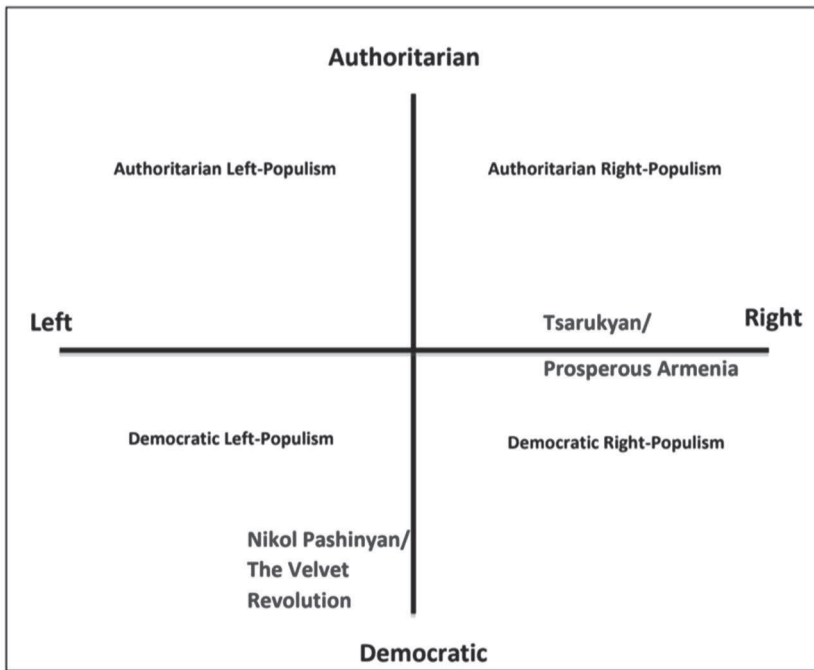 Authoritarian
Authoritarian Left-Populism
Authoritarian Right-Populism
Left
Tsarukyan/
Right
Prosperous Armenia
Democratic Left-Populism
Democratic Right-Populism
Nikol Pashinyan/
The Velvet
Revolution
Democratic